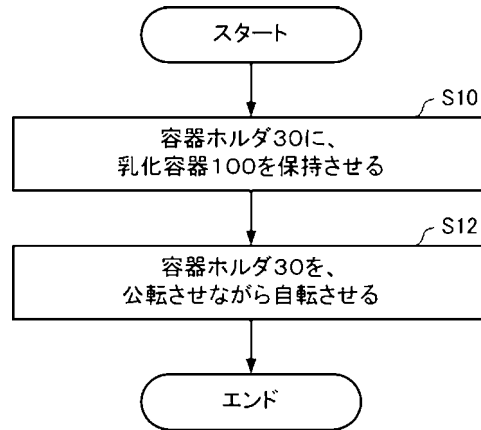 スタート
S10
容器ホルダ30に、
乳化容器100を保持させる
S12
容器ホルダ30を、
公転させながら自転させる
エンド